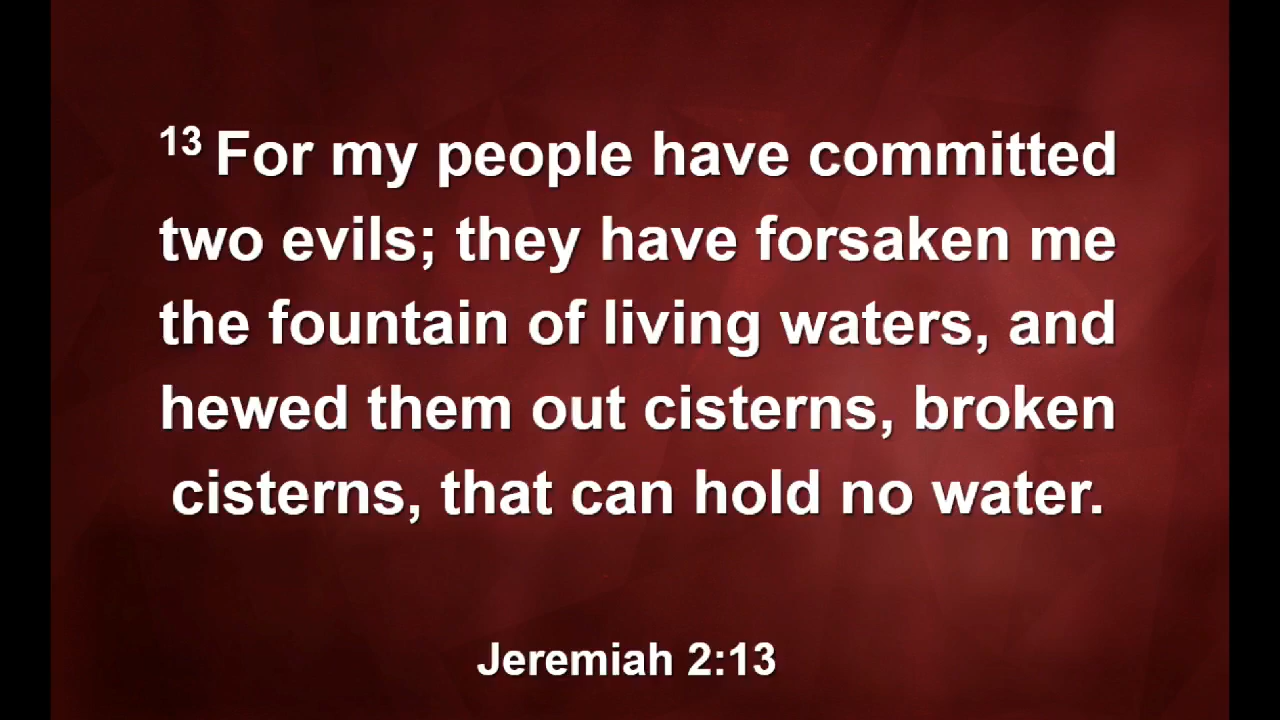 13 For my people have committed
two evils; they have forsaken me
the fountain of living waters, and
hewed them out cisterns, broken
cisterns, that can hold no water.
Jeremiah 2:13